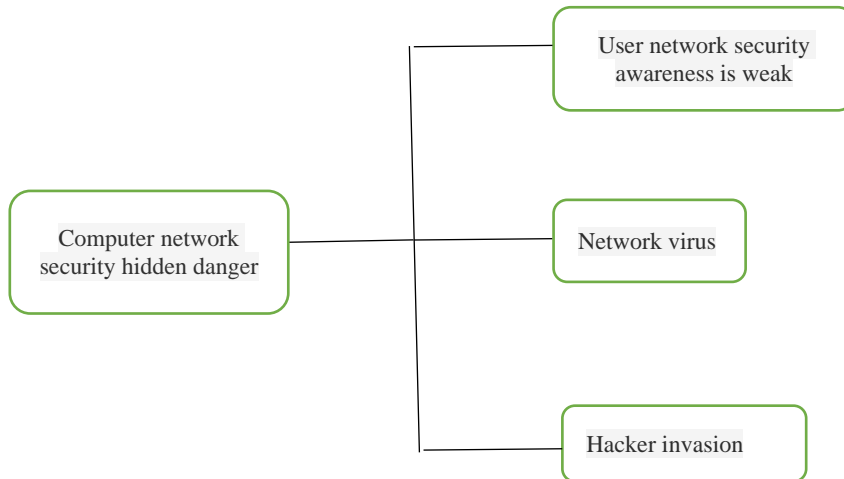 User network security
awareness is weak
Computer network
security hidden danger
Network virus
Hacker invasion